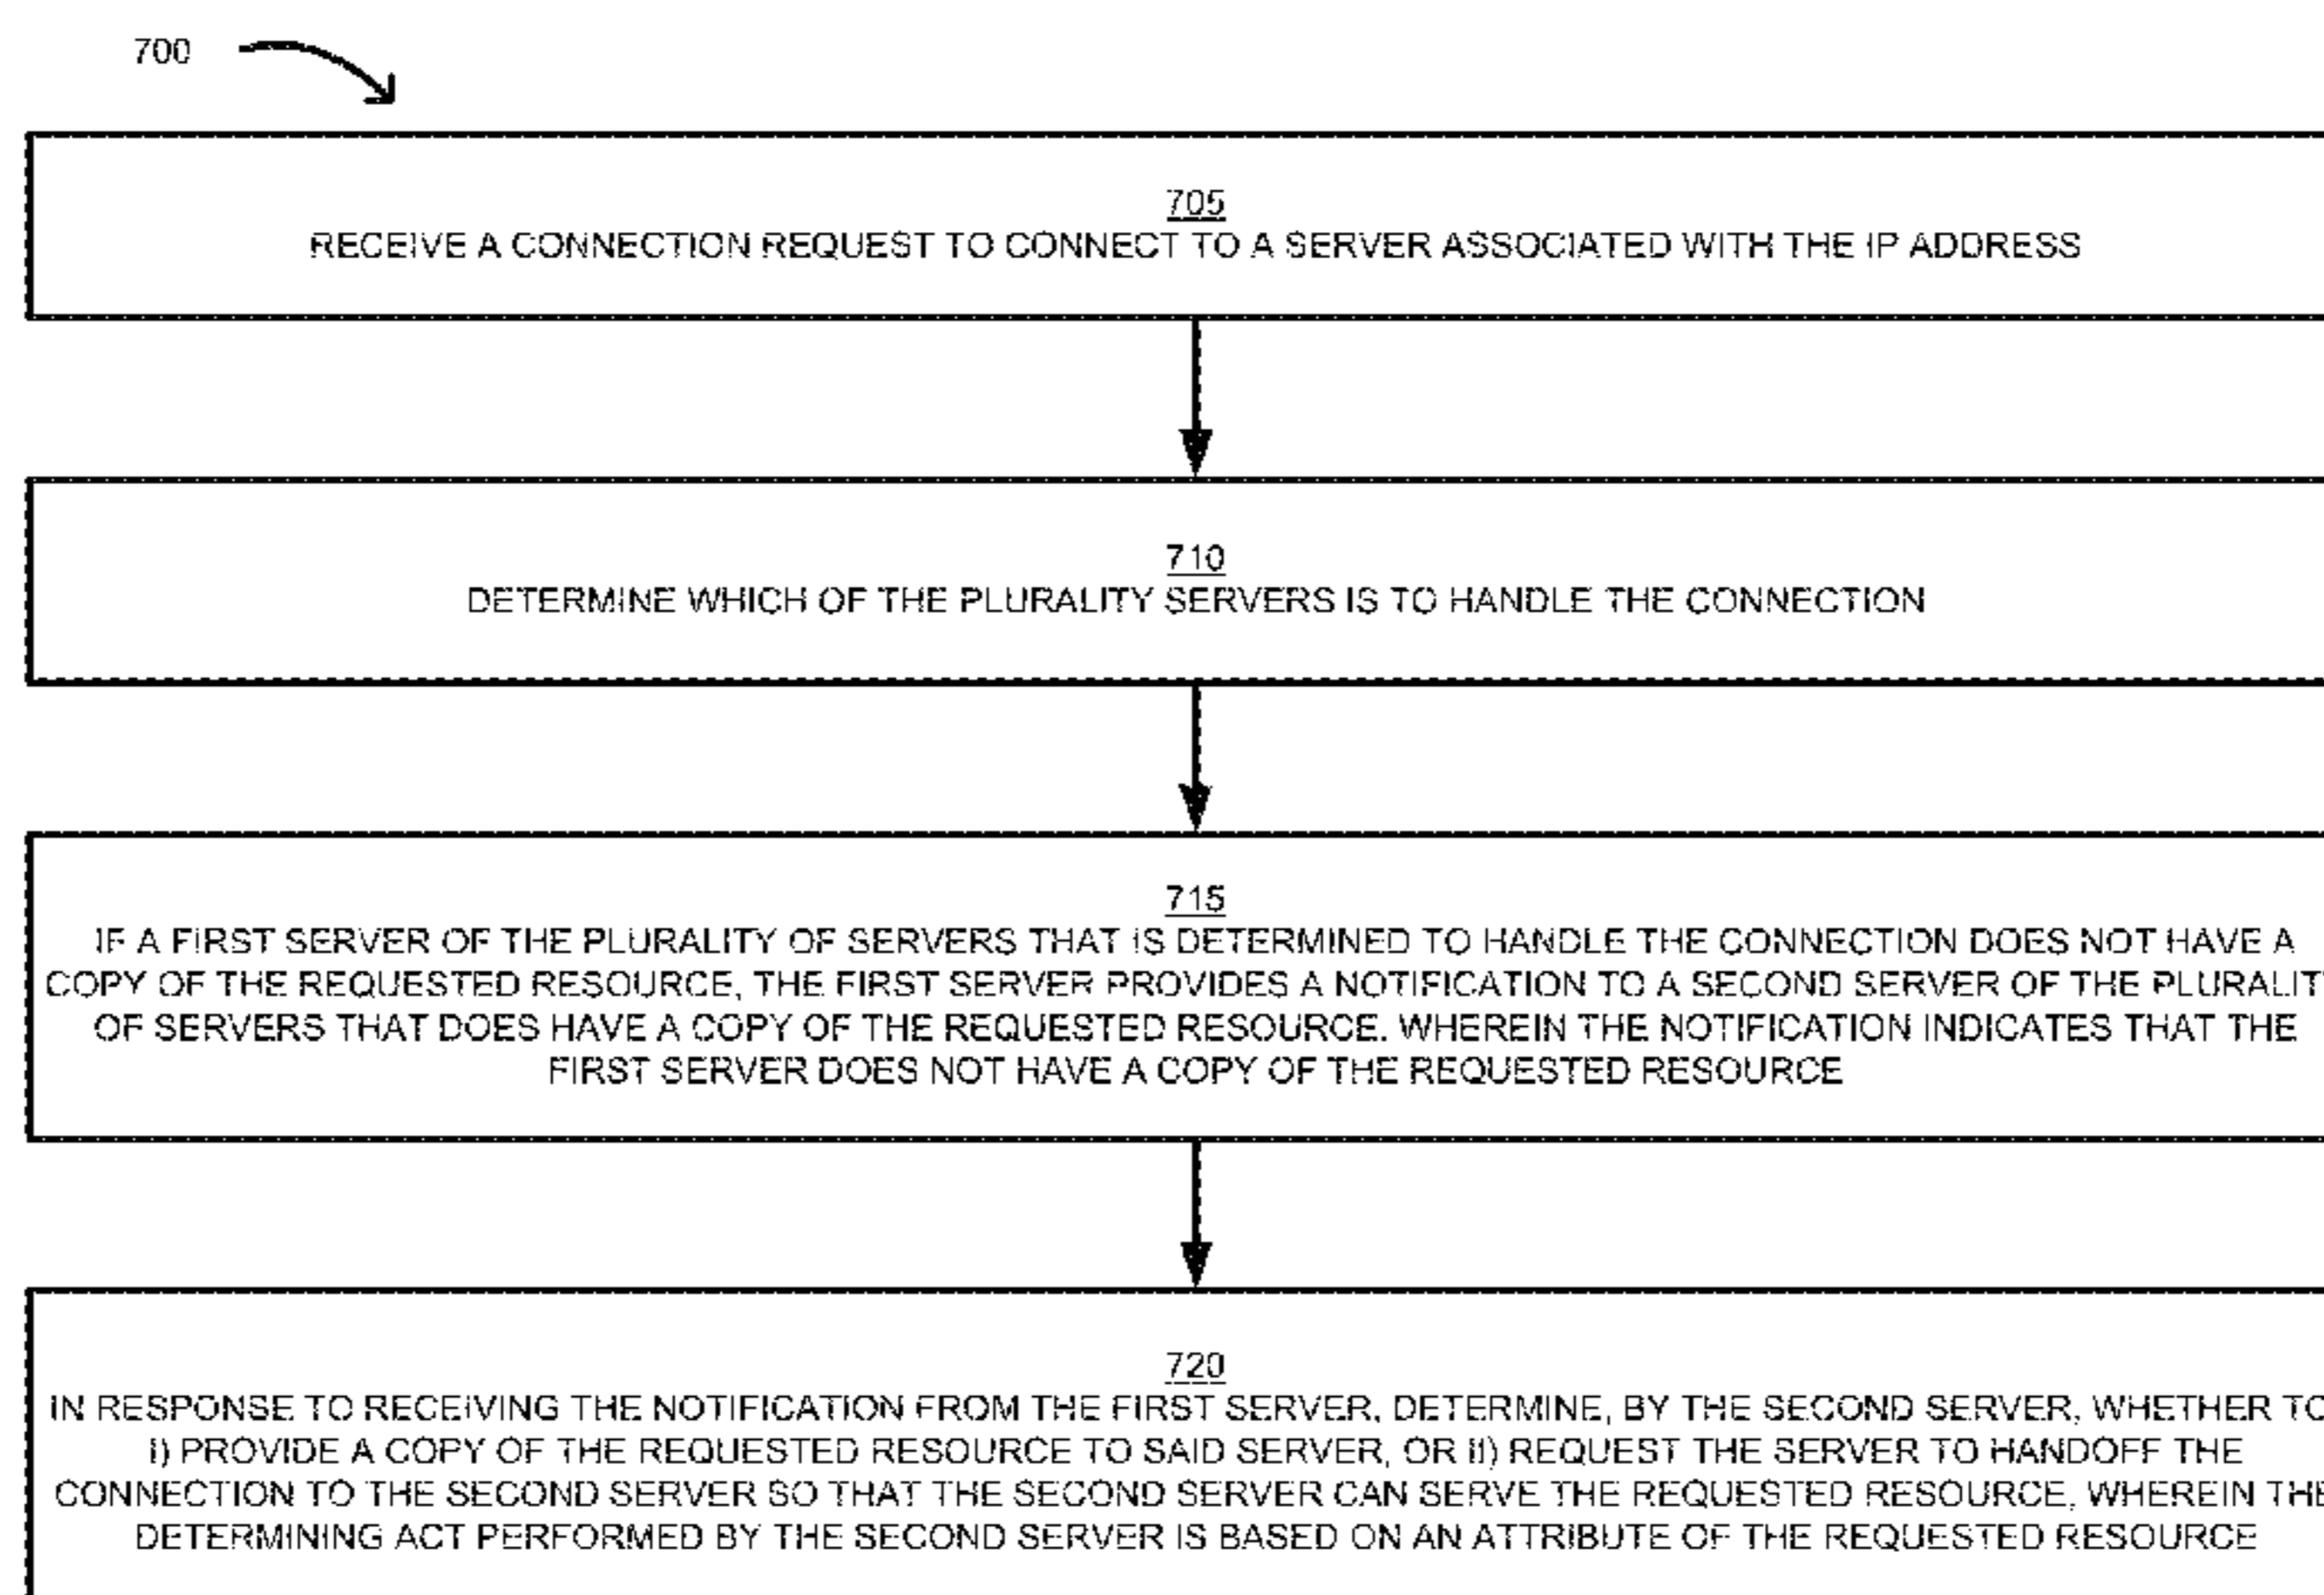 700
705
RECEIVE A CONNECTION REQUEST TO CONNECT TO A SERVER ASSOCIATED WITH THE IP ADDRESS
710
DETERMINE WHICH OF THE PLURALITY SERVERS IS TO HANDLE THE CONNECTION
715
IF A FIRST SERVER OF THE PLURALITY OF SERVERS THAT IS DETERMINED TO HANDLE THE CONNECTION DOES NOT HAVE A
COPY OF THE REQUESTED RESOURCE, THE FIRST SERVER PROVIDES A NOTIFICATION TO A SECOND SERVER OF THE PLURALIT
OF SERVERS THAT DOES HAVE A COPY OF THE REQUESTED RESOURCE. WHEREIN THE NOTIFICATION INDICATES THAT THE
FIRST SERVER DOES NOT HAVE A COPY OF THE REQUESTED RESOURCE
720
IN RESPONSE TO RECEIVING THE NOTIFICATION FROM THE FIRST SERVER, DETERMINE, BY THE SECOND SERVER, WHETHER TO
i) PROVIDE A COPY OF THE REQUESTED RESOURCE TO SAID SERVER, OR ii) REQUEST THE SERVER TO HANDOFF THE
CONNECTION TO THE SECOND SERVER SO THAT THE SECOND SERVER CAN SERVE THE REQUESTED RESOURCE, WHEREIN THE
DETERMINING ACT PERFORMED BY THE SECOND SERVER IS BASED ON AN ATTRIBUTE OF THE REQUESTED RESOURCE